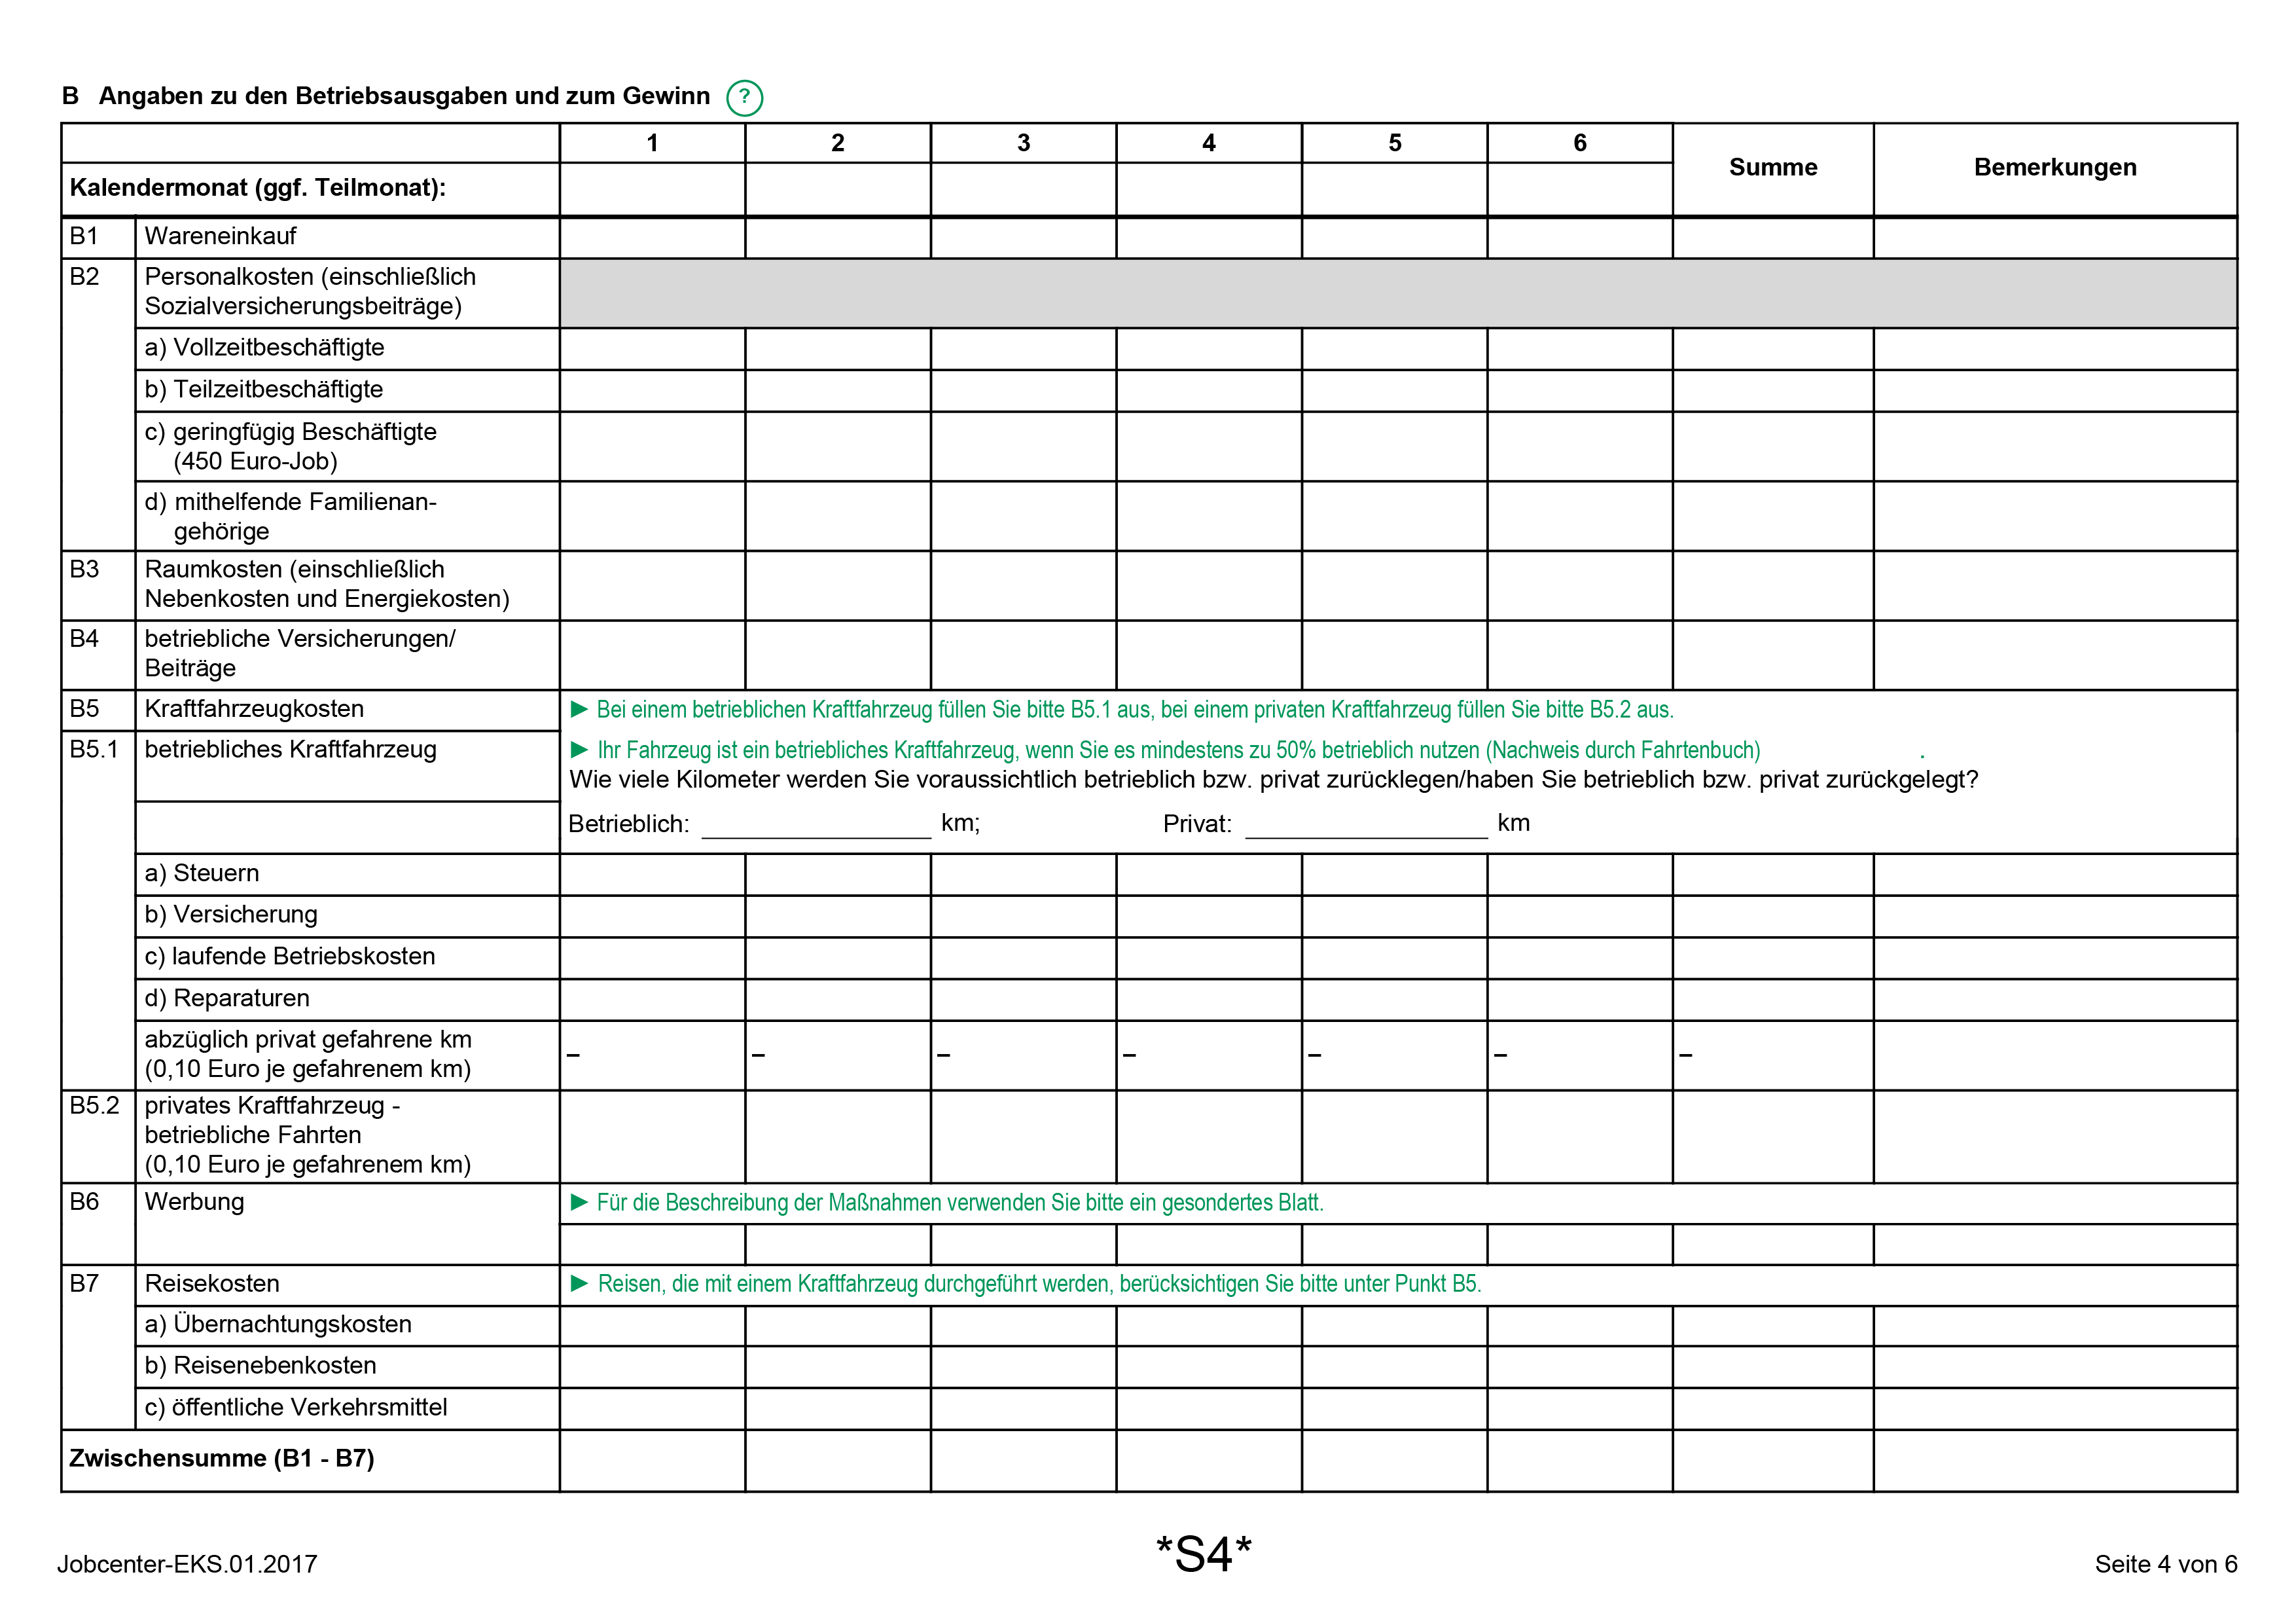 B Angaben zu den Betriebsausgaben und zum Gewinn ?
1 2 3 4 5 6 Summe Bemerkungen
Kalendermonat (ggf. Teilmonat):
B1 Wareneinkauf
B2 Personalkosten (einschließlich
Sozialversicherungsbeiträge)
a) Vollzeitbeschäftigte
b) Teilzeitbeschäftigte
c) geringfügig Beschäftigte
(450 Euro-Job)
d) mithelfende Familienan-
gehörige
B3 Raumkosten (einschließlich
Nebenkosten und Energiekosten)
B4 betriebliche Versicherungen/
Beiträge
B5 Kraftfahrzeugkosten ► Bei einem betrieblichen Kraftfahrzeug füllen Sie bitte B5.1 aus, bei einem privaten Kraftfahrzeug füllen Sie bitte B5.2 aus.
B5.1 betriebliches Kraftfahrzeug ► Ihr Fahrzeug ist ein betriebliches Kraftfahrzeug, wenn Sie es mindestens zu 50% betrieblich nutzen (Nachweis durch Fahrtenbuch) .
Wie viele Kilometer werden Sie voraussichtlich betrieblich bzw. privat zurücklegen/haben Sie betrieblich bzw. privat zurückgelegt?
Betrieblich: ________ km; Privat: ________ km
a) Steuern
b) Versicherung
c) laufende Betriebskosten
d) Reparaturen
abzüglich privat gefahrene km
(0,10 Euro je gefahrenem km) – – – – – – –
B5.2 privates Kraftfahrzeug -
betriebliche Fahrten
(0,10 Euro je gefahrenem km)
B6 Werbung ► Für die Beschreibung der Maßnahmen verwenden Sie bitte ein gesondertes Blatt.
B7 Reisekosten ► Reisen, die mit einem Kraftfahrzeug durchgeführt werden, berücksichtigen Sie bitte unter Punkt B5.
a) Übernachtungskosten
b) Reisenebenkosten
c) öffentliche Verkehrsmittel
Zwischensumme (B1 - B7)
Jobcenter-EKS.01.2017 *S4* Seite 4 von 6